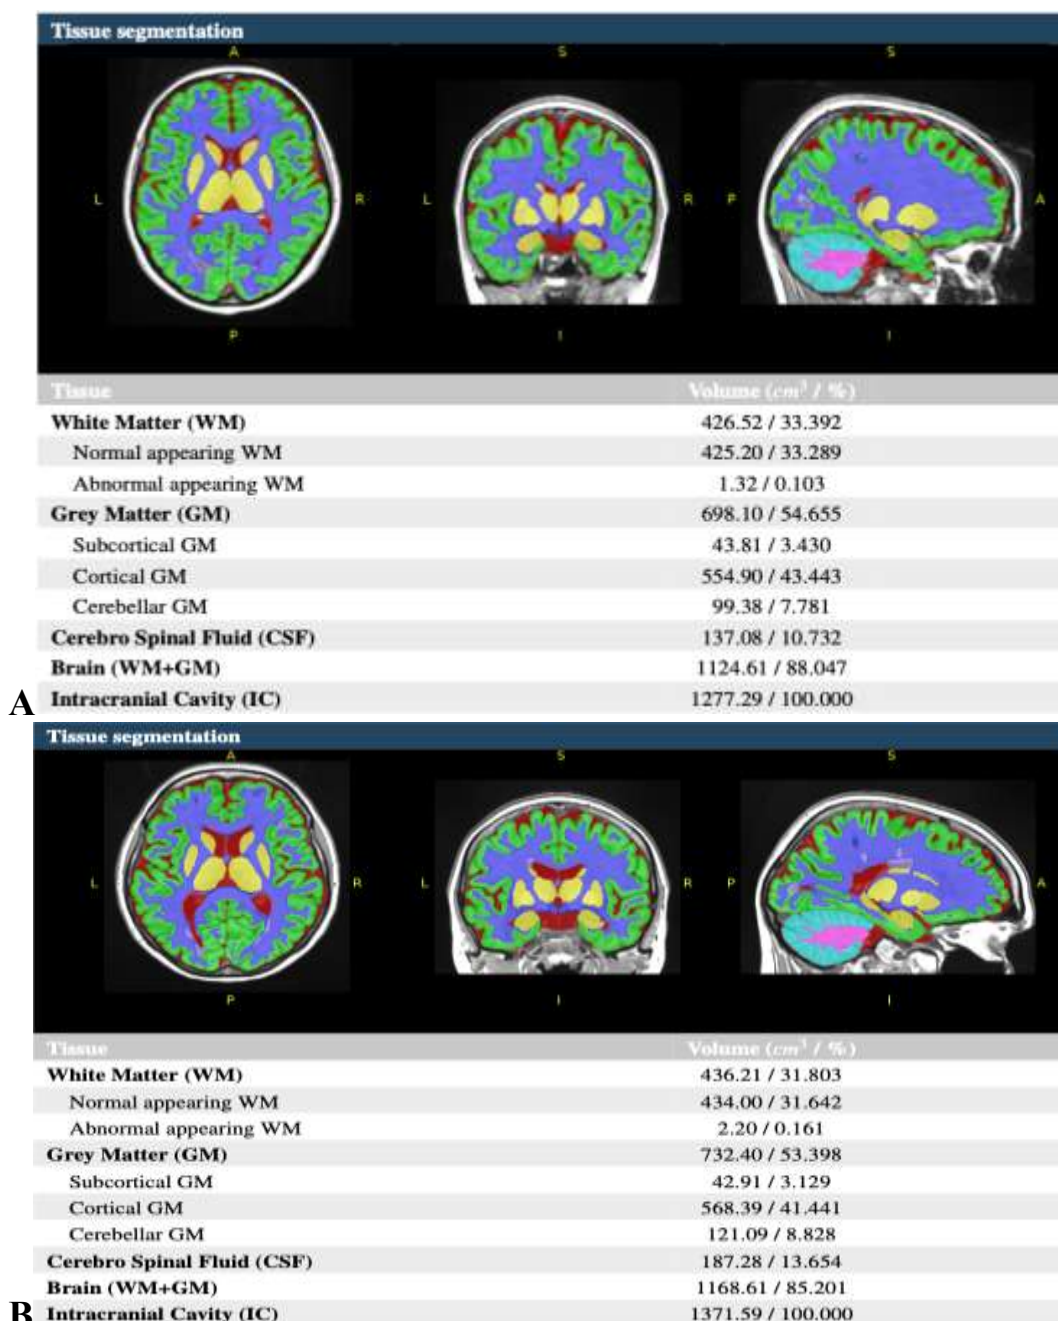 Tissue segmentation
A S S
L R L R P A
P I I
Tissue Volume (cm³ / %)
White Matter (WM) 426.52 / 33.392
Normal appearing WM 425.20 / 33.289
Abnormal appearing WM 1.32 / 0.103
Grey Matter (GM) 698.10 / 54.655
Subcortical GM 43.81 / 3.430
Cortical GM 554.90 / 43.443
Cerebellar GM 99.38 / 7.781
Cerebro Spinal Fluid (CSF) 137.08 / 10.732
Brain (WM+GM) 1124.61 / 88.047
A Intracranial Cavity (IC) 1277.29 / 100.000
Tissue segmentation
A S S
L R L R P A
P I I
Tissue Volume (cm³ / %)
White Matter (WM) 436.21 / 31.803
Normal appearing WM 434.00 / 31.642
Abnormal appearing WM 2.20 / 0.161
Grey Matter (GM) 732.40 / 53.398
Subcortical GM 42.91 / 3.129
Cortical GM 568.39 / 41.441
Cerebellar GM 121.09 / 8.828
Cerebro Spinal Fluid (CSF) 187.28 / 13.654
Brain (WM+GM) 1168.61 / 85.201
B Intracranial Cavity (IC) 1371.59 / 100.000